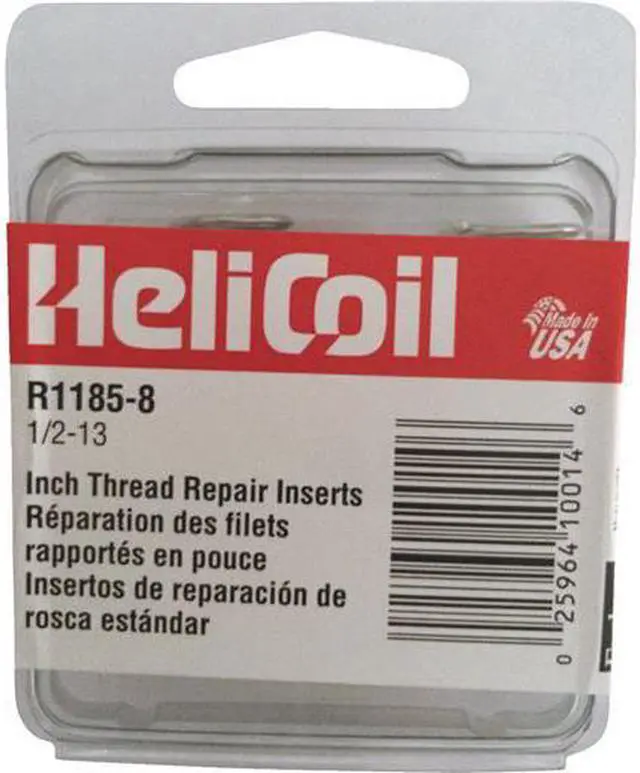 HeliCoil
Made in
USA
R1185-8
1/2-13
Inch Thread Repair Inserts
Réparation des filets
rapportés en pouce
Insertos de reparación de
rosca estándar
0 25964 10014 6